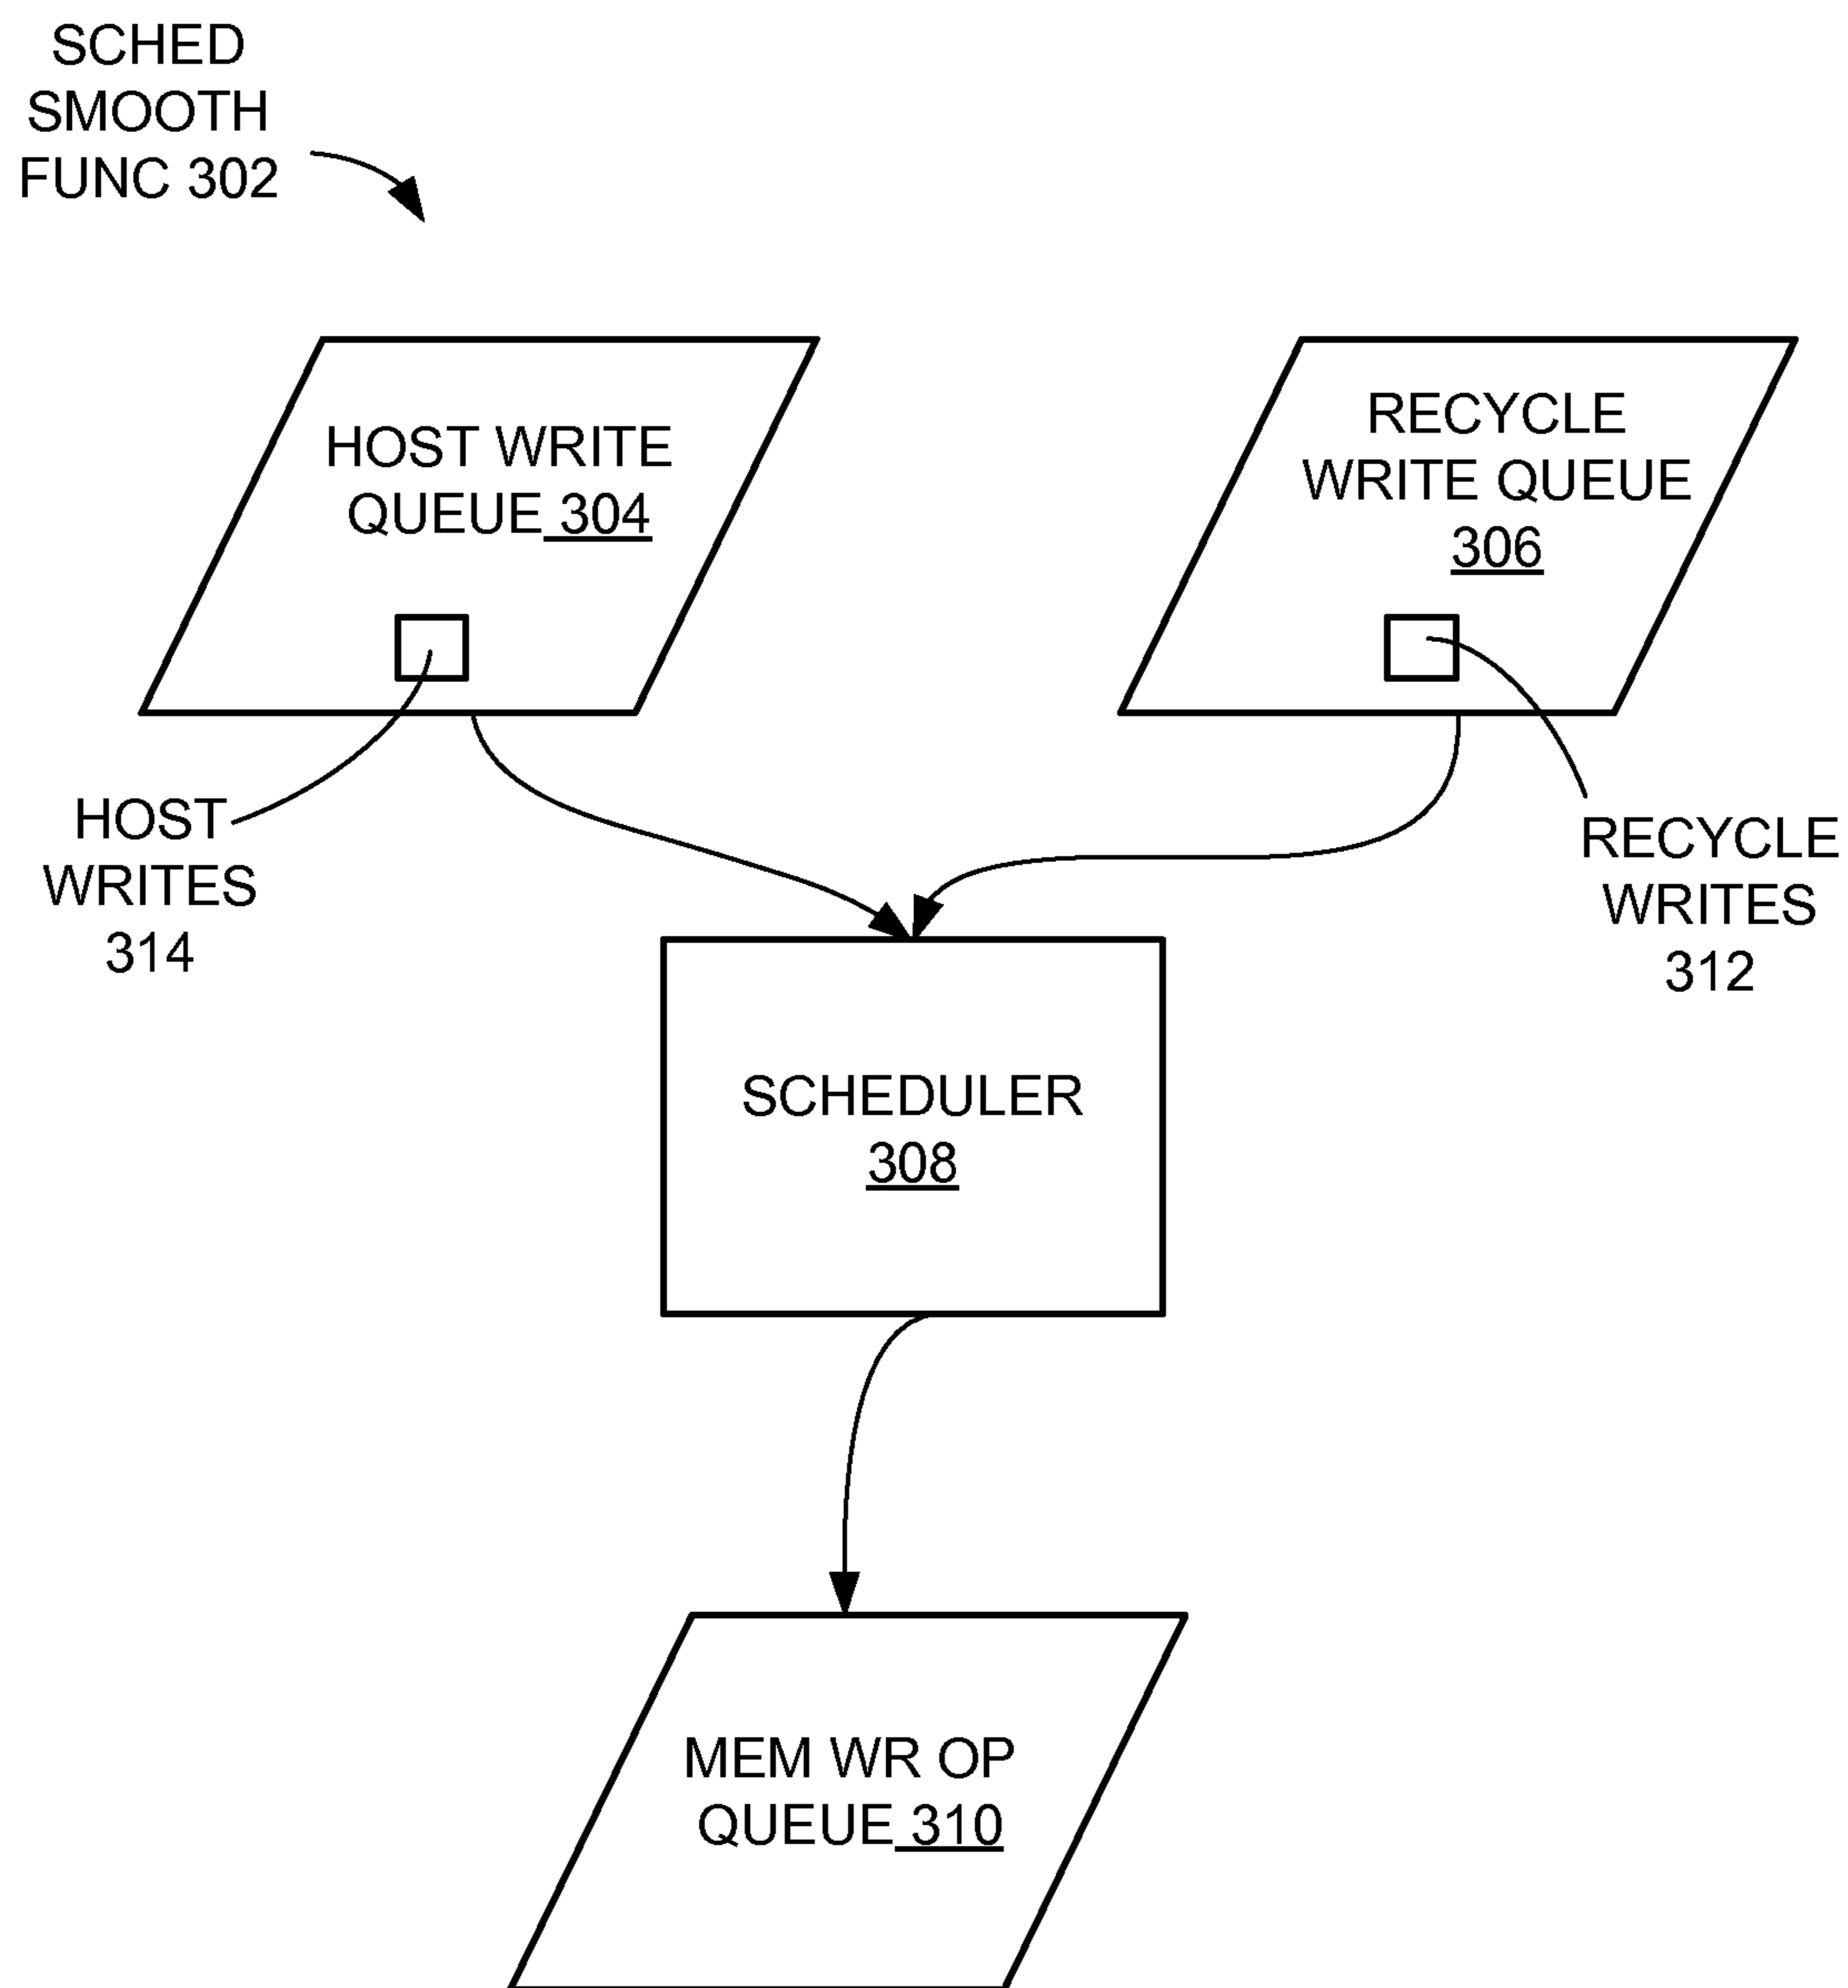 SCHED
SMOOTH
FUNC 302
HOST WRITE
QUEUE 304
RECYCLE
WRITE QUEUE
306
HOST
WRITES
314
RECYCLE
WRITES
312
SCHEDULER
308
MEM WR OP
QUEUE 310